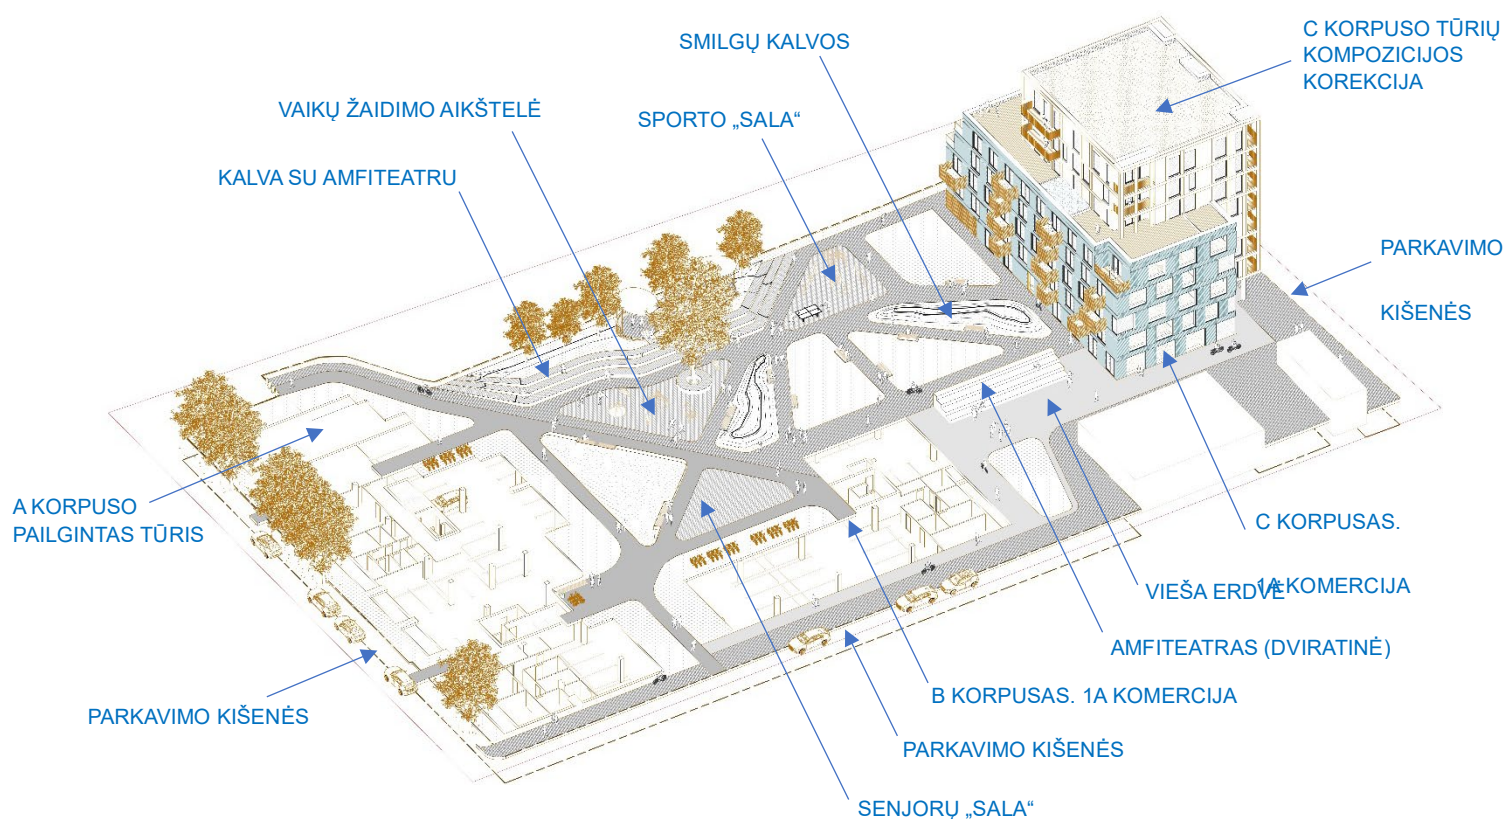 C KORPUSO TŪRIŲ
KOMPOZICIJOS
KOREKCIJA
SMILGŲ KALVOS
VAIKŲ ŽAIDIMO AIKŠTELĖ
SPORTO „SALA“
KALVA SU AMFITEATRU
PARKAVIMO
KIŠENĖS
A KORPUSO
PAILGINTAS TŪRIS
C KORPUSAS.
1A KOMERCIJA
VIEŠA ERDVĖ
AMFITEATRAS (DVIRATINĖ)
B KORPUSAS. 1A KOMERCIJA
PARKAVIMO KIŠENĖS
PARKAVIMO KIŠENĖS
SENJORŲ „SALA“